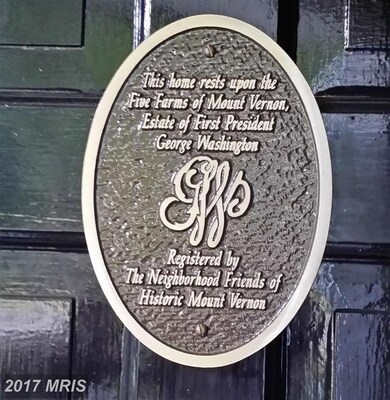 This home rests upon the
Five Farms of Mount Vernon,
Estate of First President
George Washington
Registered by
The Neighborhood Friends of
Historic Mount Vernon
2017 MRIS